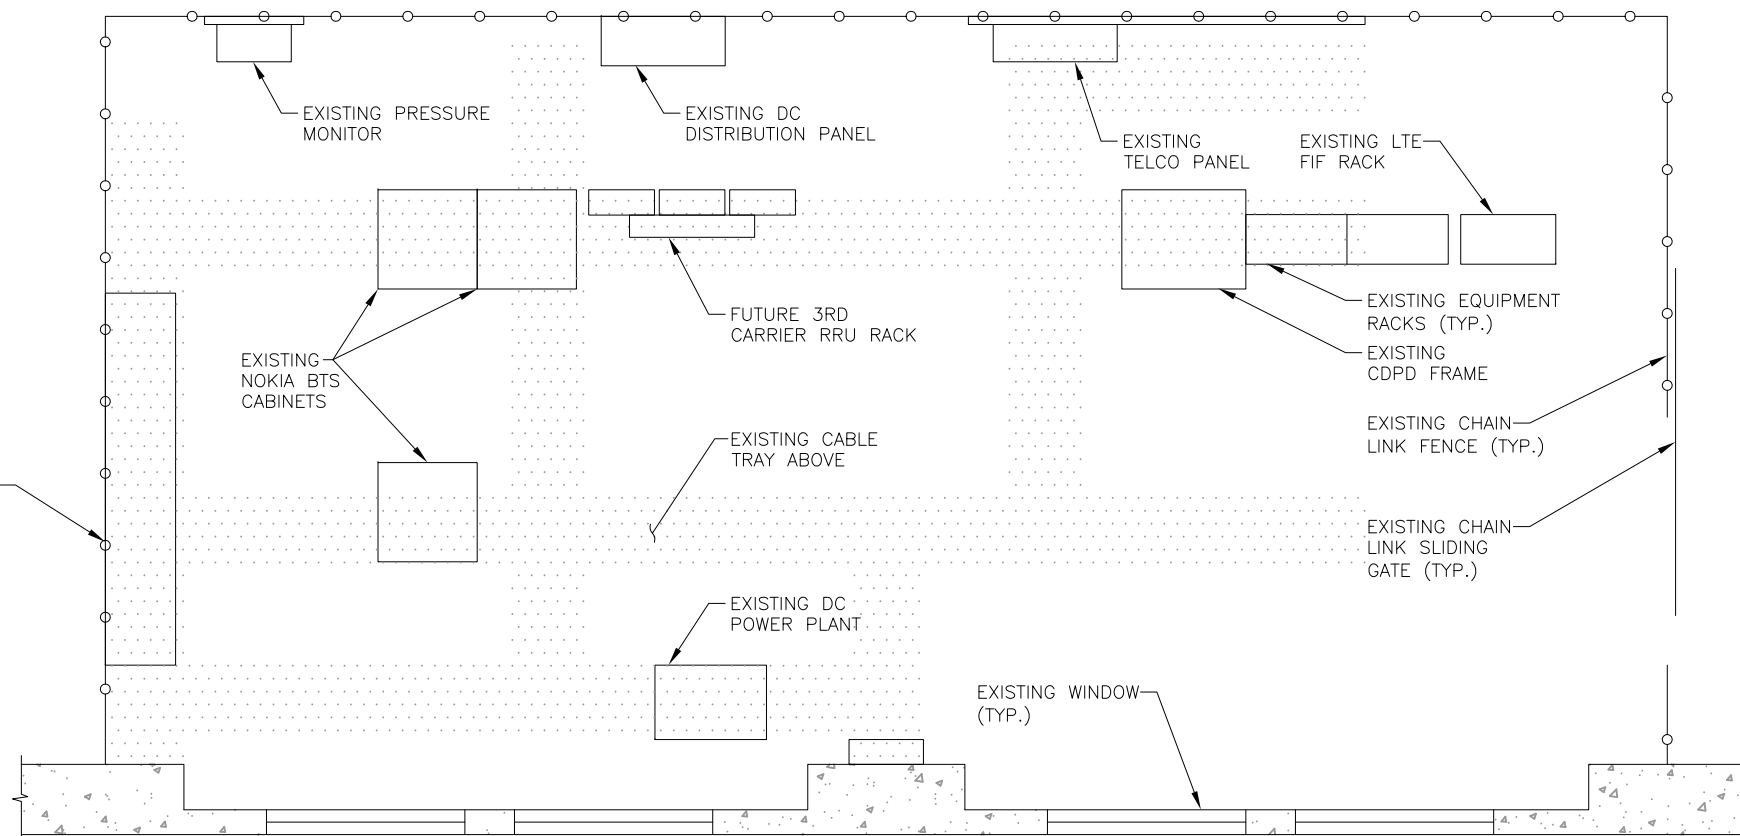 EXISTING PRESSURE
MONITOR
EXISTING DC
DISTRIBUTION PANEL
EXISTING
TELCO PANEL
EXISTING LTE
FIF RACK
FUTURE 3RD
CARRIER RRU RACK
EXISTING EQUIPMENT
RACKS (TYP.)
EXISTING
NOKIA BTS
CABINETS
EXISTING
CDPD FRAME
EXISTING CHAIN
LINK FENCE (TYP.)
EXISTING CABLE
TRAY ABOVE
EXISTING CHAIN
LINK SLIDING
GATE (TYP.)
EXISTING DC
POWER PLANT
EXISTING WINDOW
(TYP.)